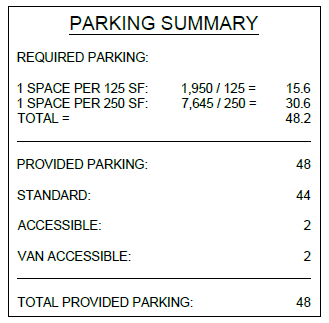 PARKING SUMMARY
REQUIRED PARKING:
1 SPACE PER 125 SF: 1,950 / 125 = 15.6
1 SPACE PER 250 SF: 7,645 / 250 = 30.6
TOTAL = 48.2
PROVIDED PARKING: 48
STANDARD: 44
ACCESSIBLE: 2
VAN ACCESSIBLE: 2
TOTAL PROVIDED PARKING: 48